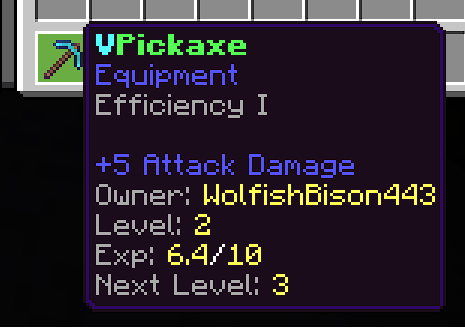 VPickaxe
Equipment
Efficiency I
+5 Attack Damage
Owner: WolfishBison443
Level: 2
Exp: 6.4/10
Next Level: 3